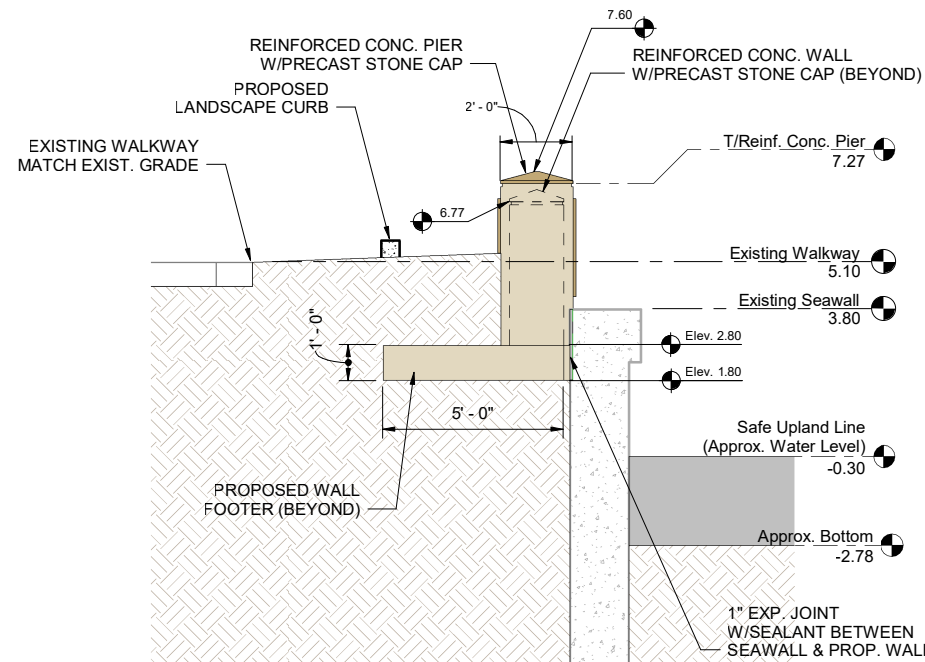 7.60
REINFORCED CONC. PIER
W/PRECAST STONE CAP
REINFORCED CONC. WALL
W/PRECAST STONE CAP (BEYOND)
PROPOSED
LANDSCAPE CURB
2' - 0"
EXISTING WALKWAY
MATCH EXIST. GRADE
T/Reinf. Conc. Pier
7.27
6.77
Existing Walkway
5.10
Existing Seawall
3.80
1' - 0"
Elev. 2.80
Elev. 1.80
5' - 0"
Safe Upland Line
(Approx. Water Level)
-0.30
PROPOSED WALL
FOOTER (BEYOND)
Approx. Bottom
-2.78
1" EXP. JOINT
W/SEALANT BETWEEN
SEAWALL & PROP. WALL